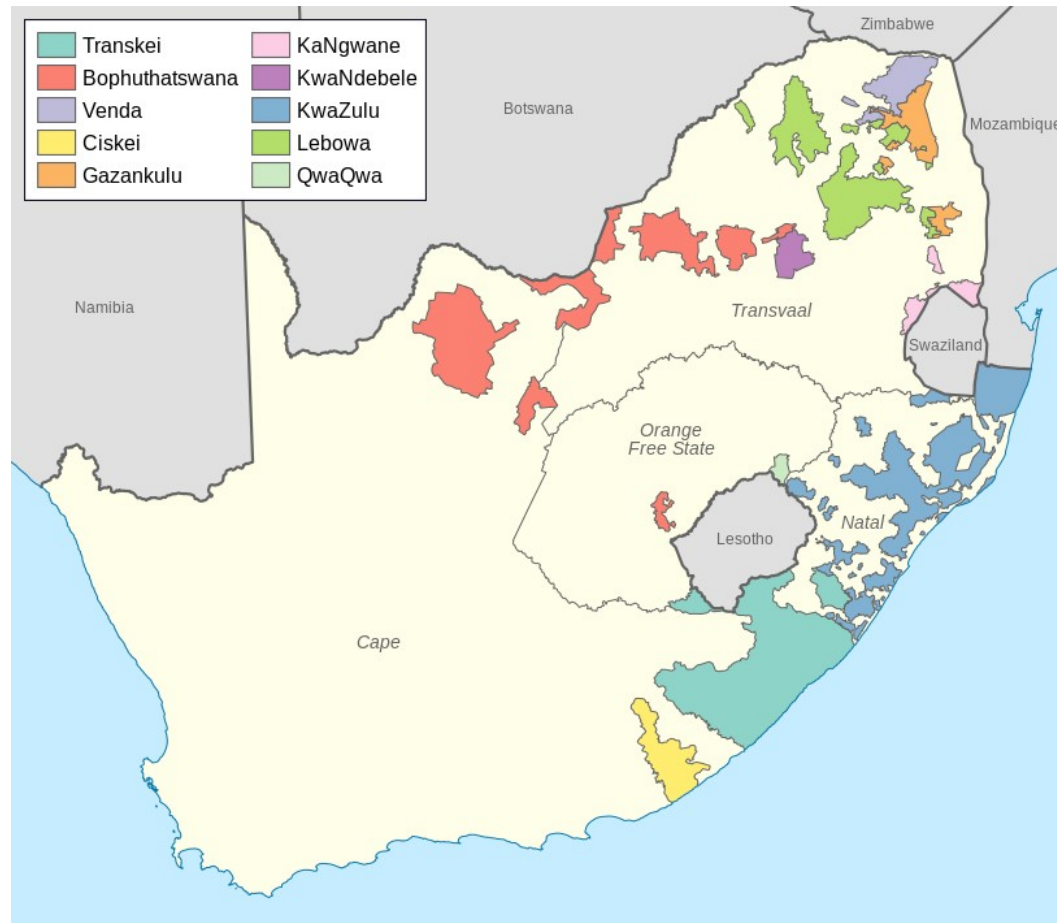 Transkei
Bophuthatswana
Venda
Ciskei
Gazankulu
KaNgwane
KwaNdebele
KwaZulu
Lebowa
QwaQwa
Zimbabwe
Botswana
Mozambique
Namibia
Transvaal
Swaziland
Orange
Free State
Natal
Lesotho
Cape